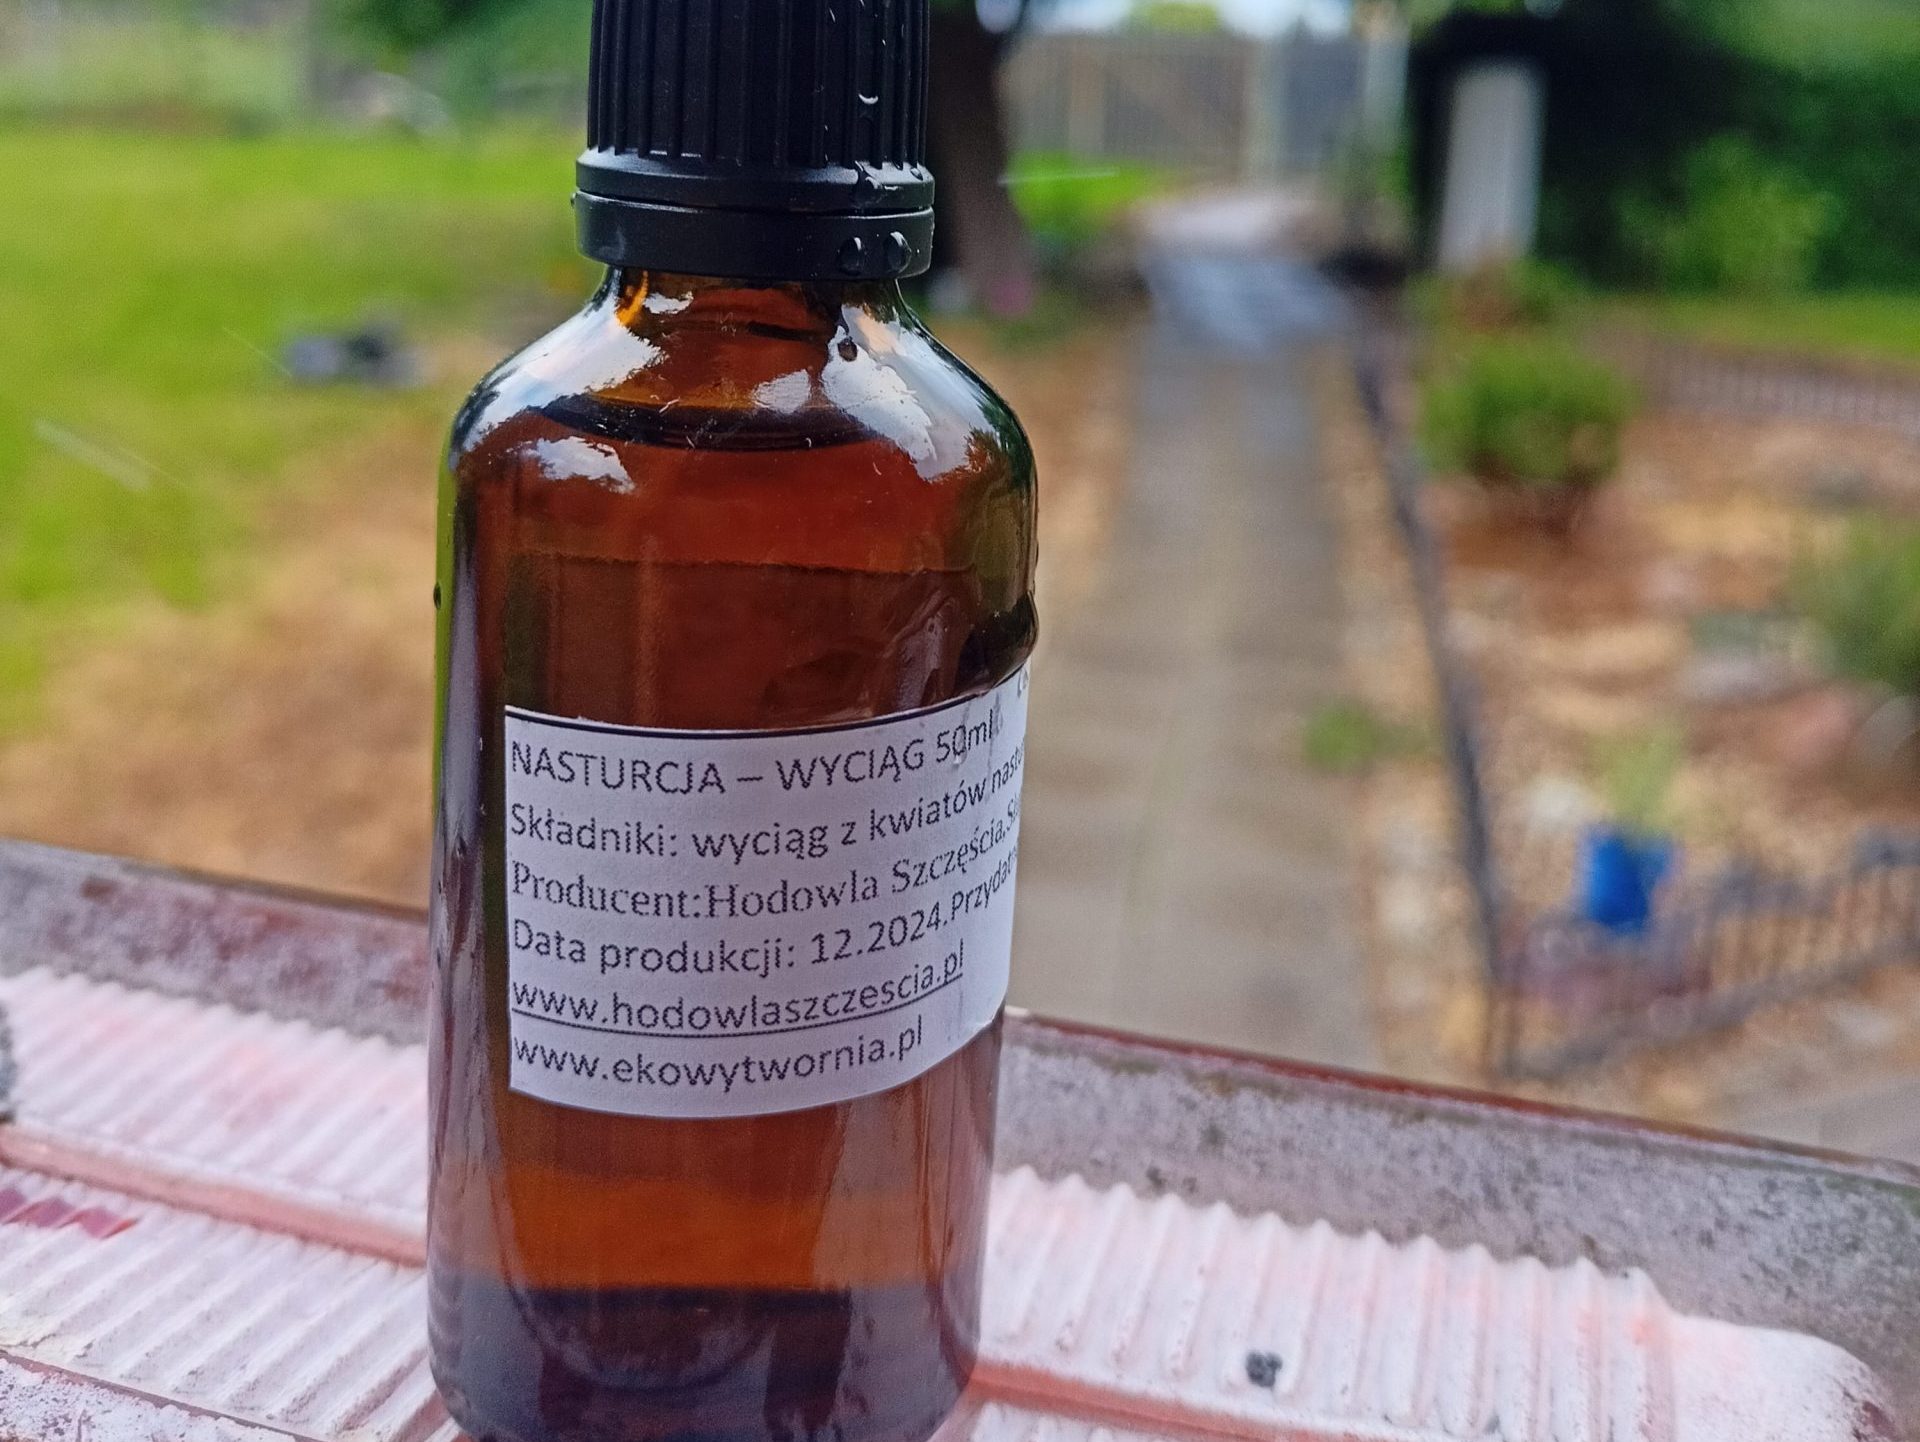 NASTURCJA – WYCIĄG 50ml
Składniki: wyciąg z kwiatów
Producent:Hodowla Szczęścia.
Data produkcji: 12.2024.
www.hodowlaszczescia.pl
www.ekowytwornia.pl